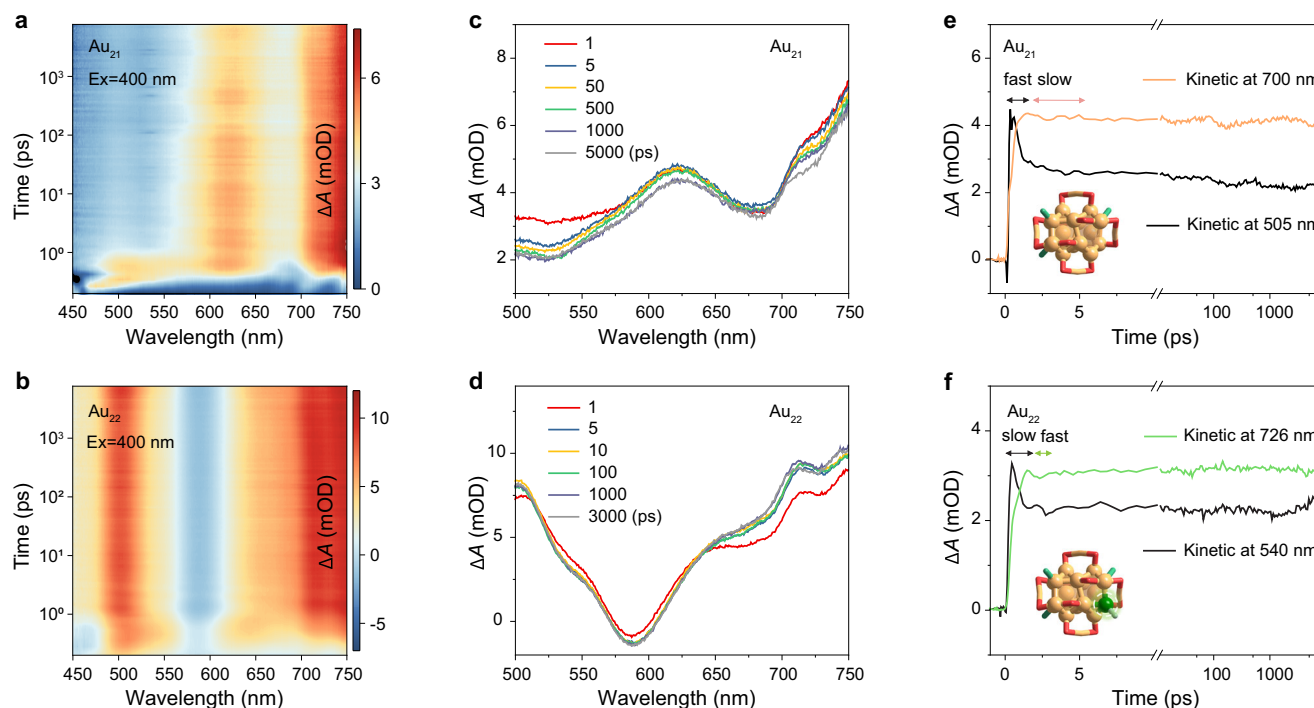 a
Au21
Ex=400 nm
Time (ps)
10³
10²
10¹
10⁰
450 500 550 600 650 700 750
Wavelength (nm)
6
3
0
ΔA (mOD)
c
Au21
1
5
50
500
1000
5000 (ps)
ΔA (mOD)
8
6
4
2
500 550 600 650 700 750
Wavelength (nm)
e
Au21
fast slow
Kinetic at 700 nm
Kinetic at 505 nm
ΔA (mOD)
6
4
2
0
0 5 100 1000
Time (ps)
b
Au22
Ex=400 nm
Time (ps)
10³
10²
10¹
10⁰
450 500 550 600 650 700 750
Wavelength (nm)
10
5
0
-5
ΔA (mOD)
d
Au22
1
5
10
100
1000
3000 (ps)
ΔA (mOD)
10
5
0
500 550 600 650 700 750
Wavelength (nm)
f
Au22
slow fast
Kinetic at 726 nm
Kinetic at 540 nm
ΔA (mOD)
4
2
0
0 5 100 1000
Time (ps)